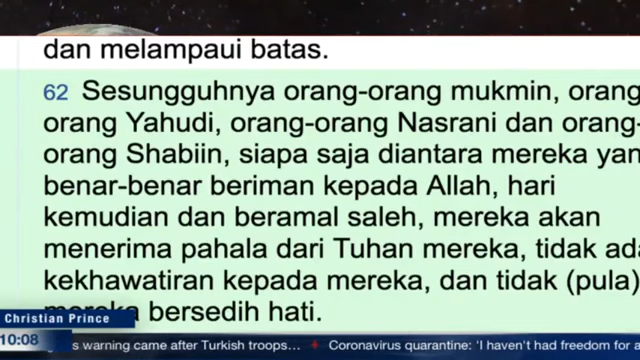 dan melampaui batas.
62 Sesungguhnya orang-orang mukmin, orang
orang Yahudi, orang-orang Nasrani dan orang-
orang Shabiin, siapa saja diantara mereka yan
benar-benar beriman kepada Allah, hari
kemudian dan beramal saleh, mereka akan
menerima pahala dari Tuhan mereka, tidak ada
kekhawatiran kepada mereka, dan tidak (pula)
mereka bersedih hati.
Christian Prince
10:08 s warning came after Turkish troops... Coronavirus quarantine: 'I haven't had freedom for a